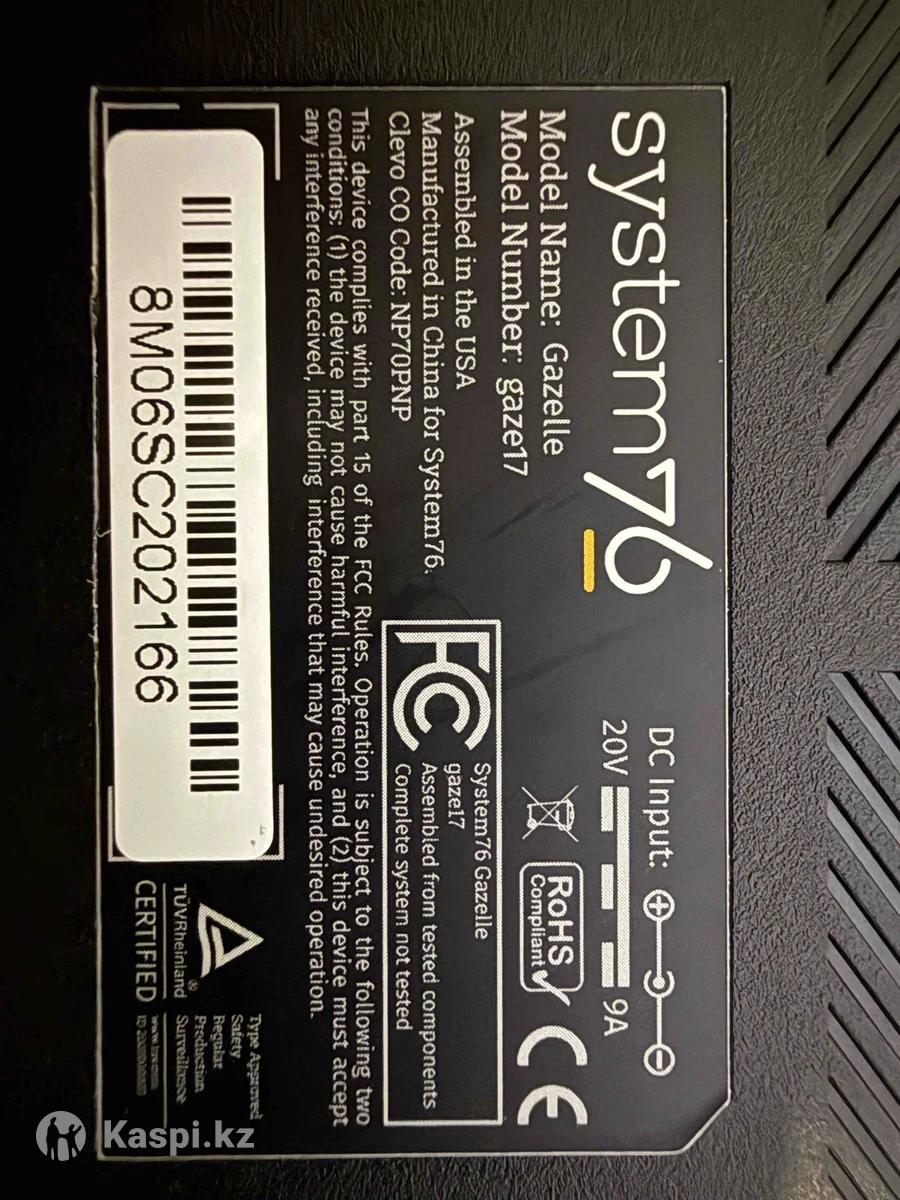 system76
Model Name: Gazelle
Model Number: gaze17
Assembled in the USA
Manufactured in China for System76.
Clevo CO Code: NP70PNP
DC Input:
20V 9A
RoHS
Compliant
CE
FC
System76 Gazelle
gaze17
Assembled from tested components
Complete system not tested
This device complies with part 15 of the FCC Rules. Operation is subject to the following two
conditions: (1) the device may not cause harmful interference, and (2) this device must accept
any interference received, including interference that may cause undesired operation.
8M06SC202166
TÜVRheinland®
CERTIFIED
Type Approved
Safety
Regular
Production
Surveillance
Kaspi.kz